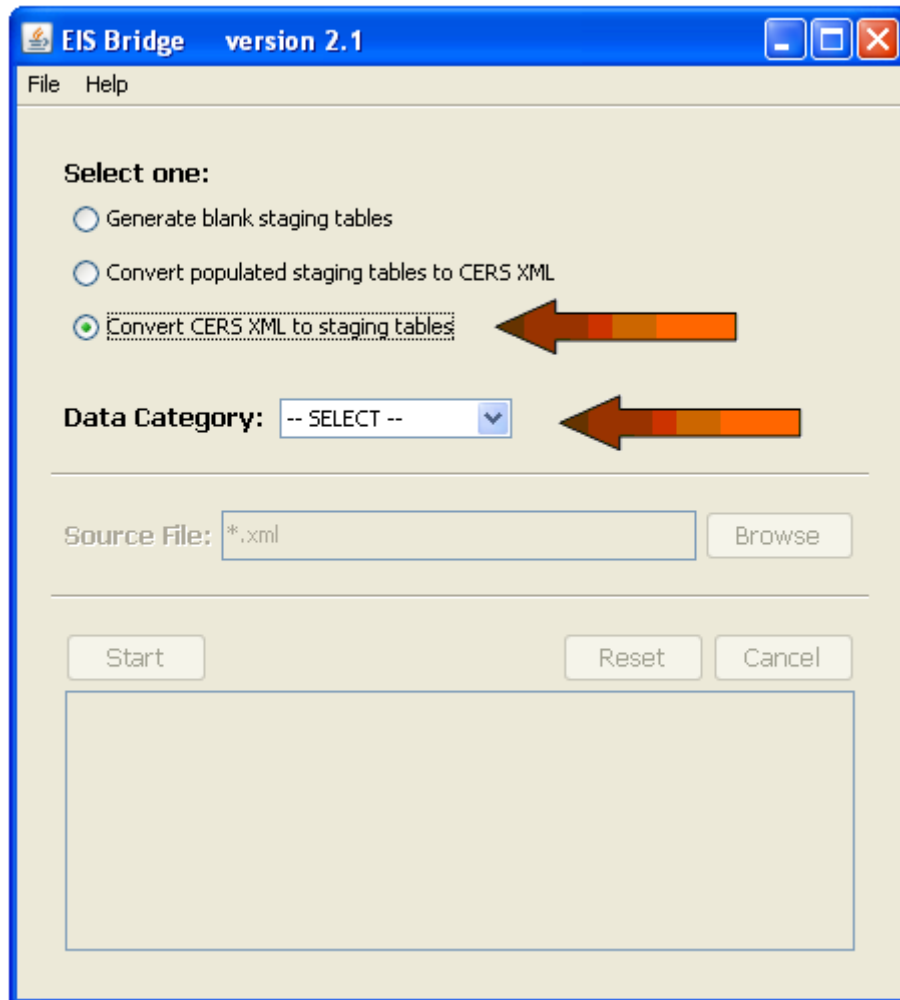 EIS Bridge version 2.1
File Help
Select one:
Generate blank staging tables
Convert populated staging tables to CERS XML
Convert CERS XML to staging tables
Data Category: -- SELECT --
Source File: *.xml Browse
Start Reset Cancel